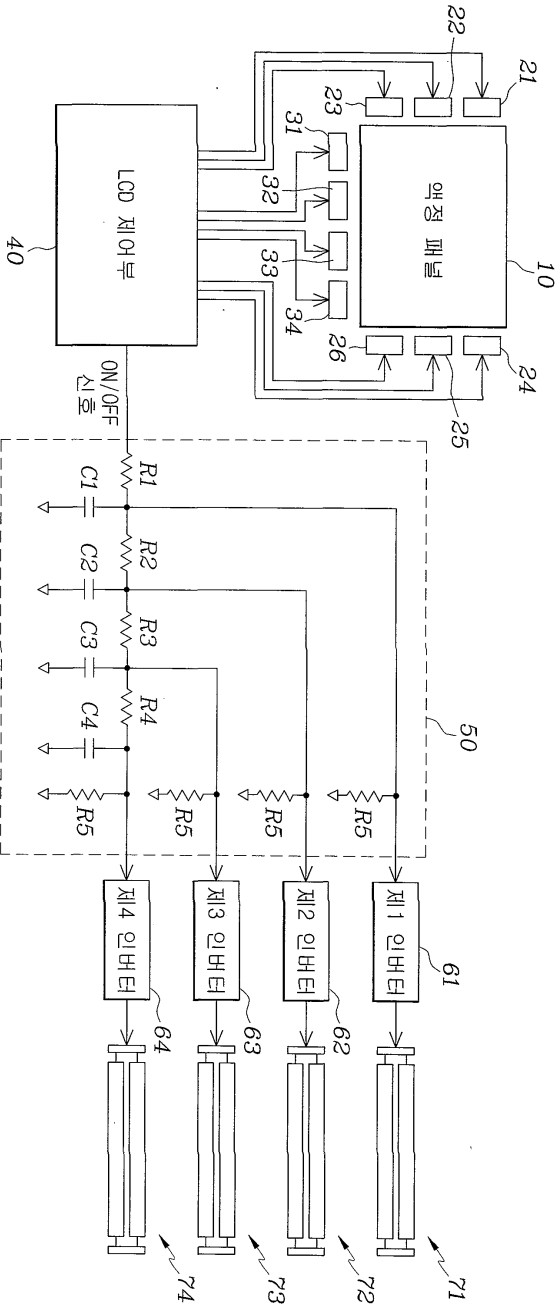 21
22
23
액정 패널
10
24
25
26
31
32
33
34
LCD 제어부
40
ON/OFF
신호
50
R1
R2
R3
R4
C1
C2
C3
C4
R5
R5
R5
R5
제1 인버터
61
제2 인버터
62
제3 인버터
63
제4 인버터
64
71
72
73
74